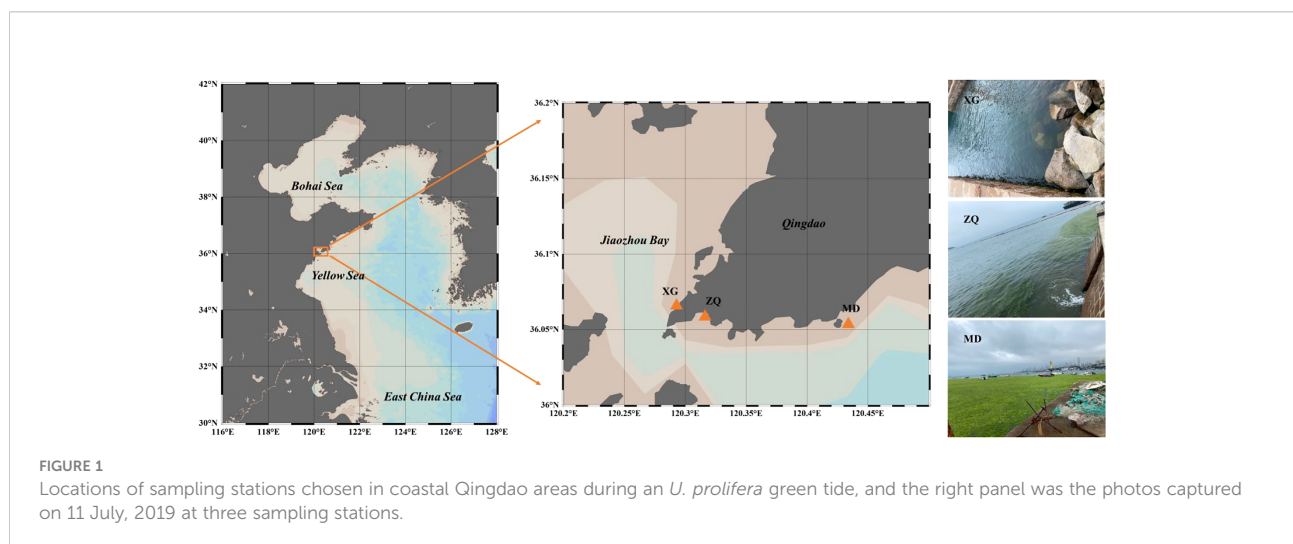 42°N
40°N
38°N
36°N
34°N
32°N
30°N
116°E 118°E 120°E 122°E 124°E 126°E 128°E
Bohai Sea
Yellow Sea
East China Sea
36.2°N
36.15°N
36.1°N
36.05°N
36°N
120.2°E 120.25°E 120.3°E 120.35°E 120.4°E 120.45°E
Jiaozhou Bay
Qingdao
XG
ZQ
MD
XG
ZQ
MD
FIGURE 1
Locations of sampling stations chosen in coastal Qingdao areas during an U. prolifera green tide, and the right panel was the photos captured
on 11 July, 2019 at three sampling stations.